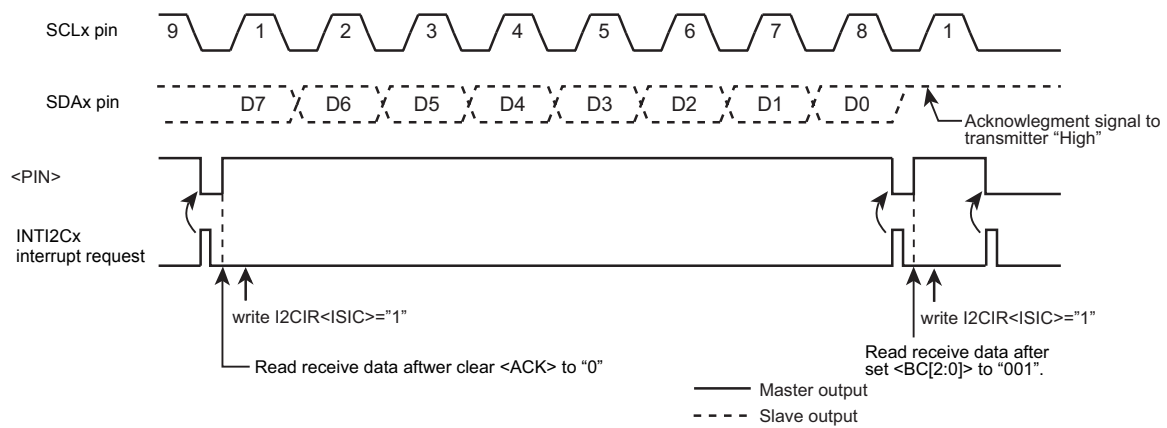 SCLx pin 9 1 2 3 4 5 6 7 8 1
SDAx pin D7 D6 D5 D4 D3 D2 D1 D0
Acknowlegment signal to
transmitter “High”
<PIN>
INTI2Cx
interrupt request
write I2CIR<ISIC>=”1” write I2CIR<ISIC>=”1”
Read receive data aftwer clear <ACK> to “0”
Read receive data after
set <BC[2:0]> to “001”.
Master output
Slave output